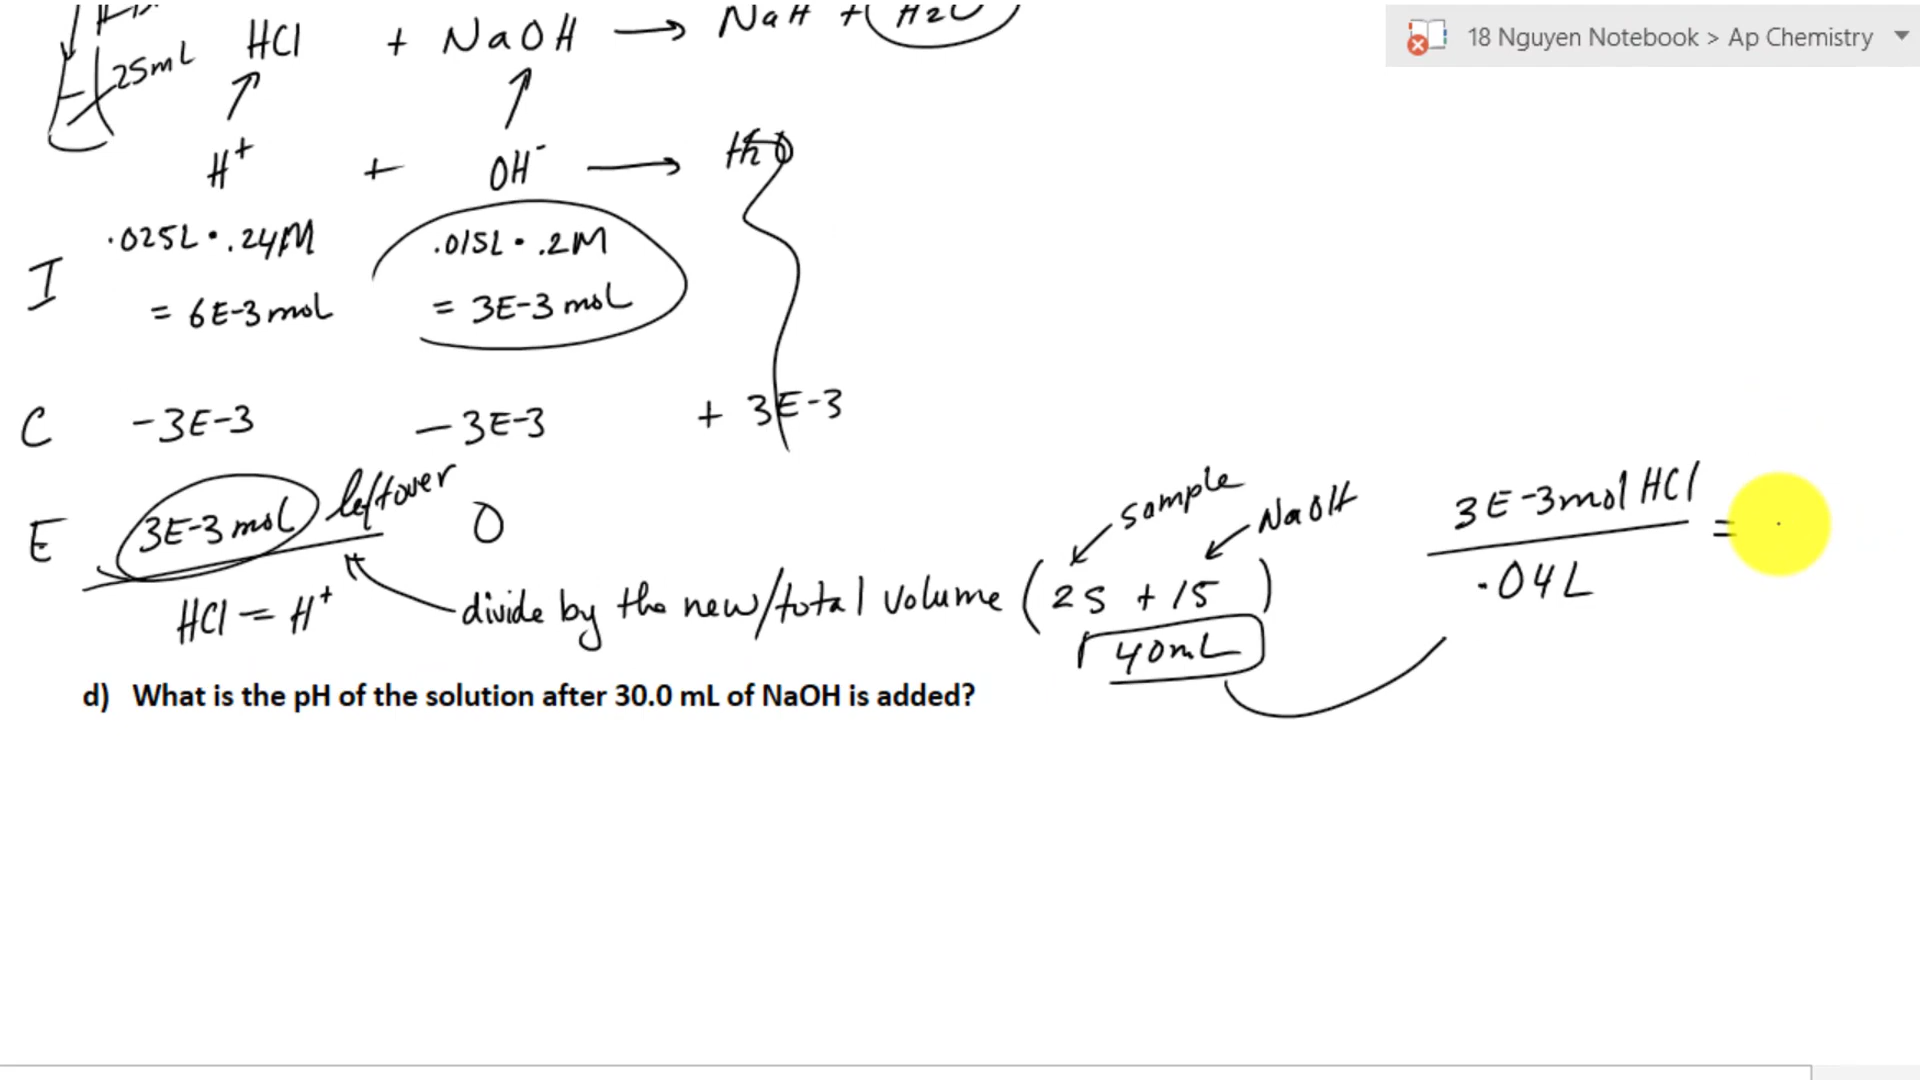 18 Nguyen Notebook > Ap Chemistry
25mL HCl + NaOH → NaH + H2O
H⁺ + OH⁻ → H2O
I .025L • .24M .015L • .2M
= 6E-3 mol = 3E-3 mol
C -3E-3 -3E-3 + 3E-3
E 3E-3 mol leftover 0
sample NaOH 3E-3mol HCl =
.04L
HCl = H⁺ divide by the new/total volume (25 + 15)
40mL
d) What is the pH of the solution after 30.0 mL of NaOH is added?